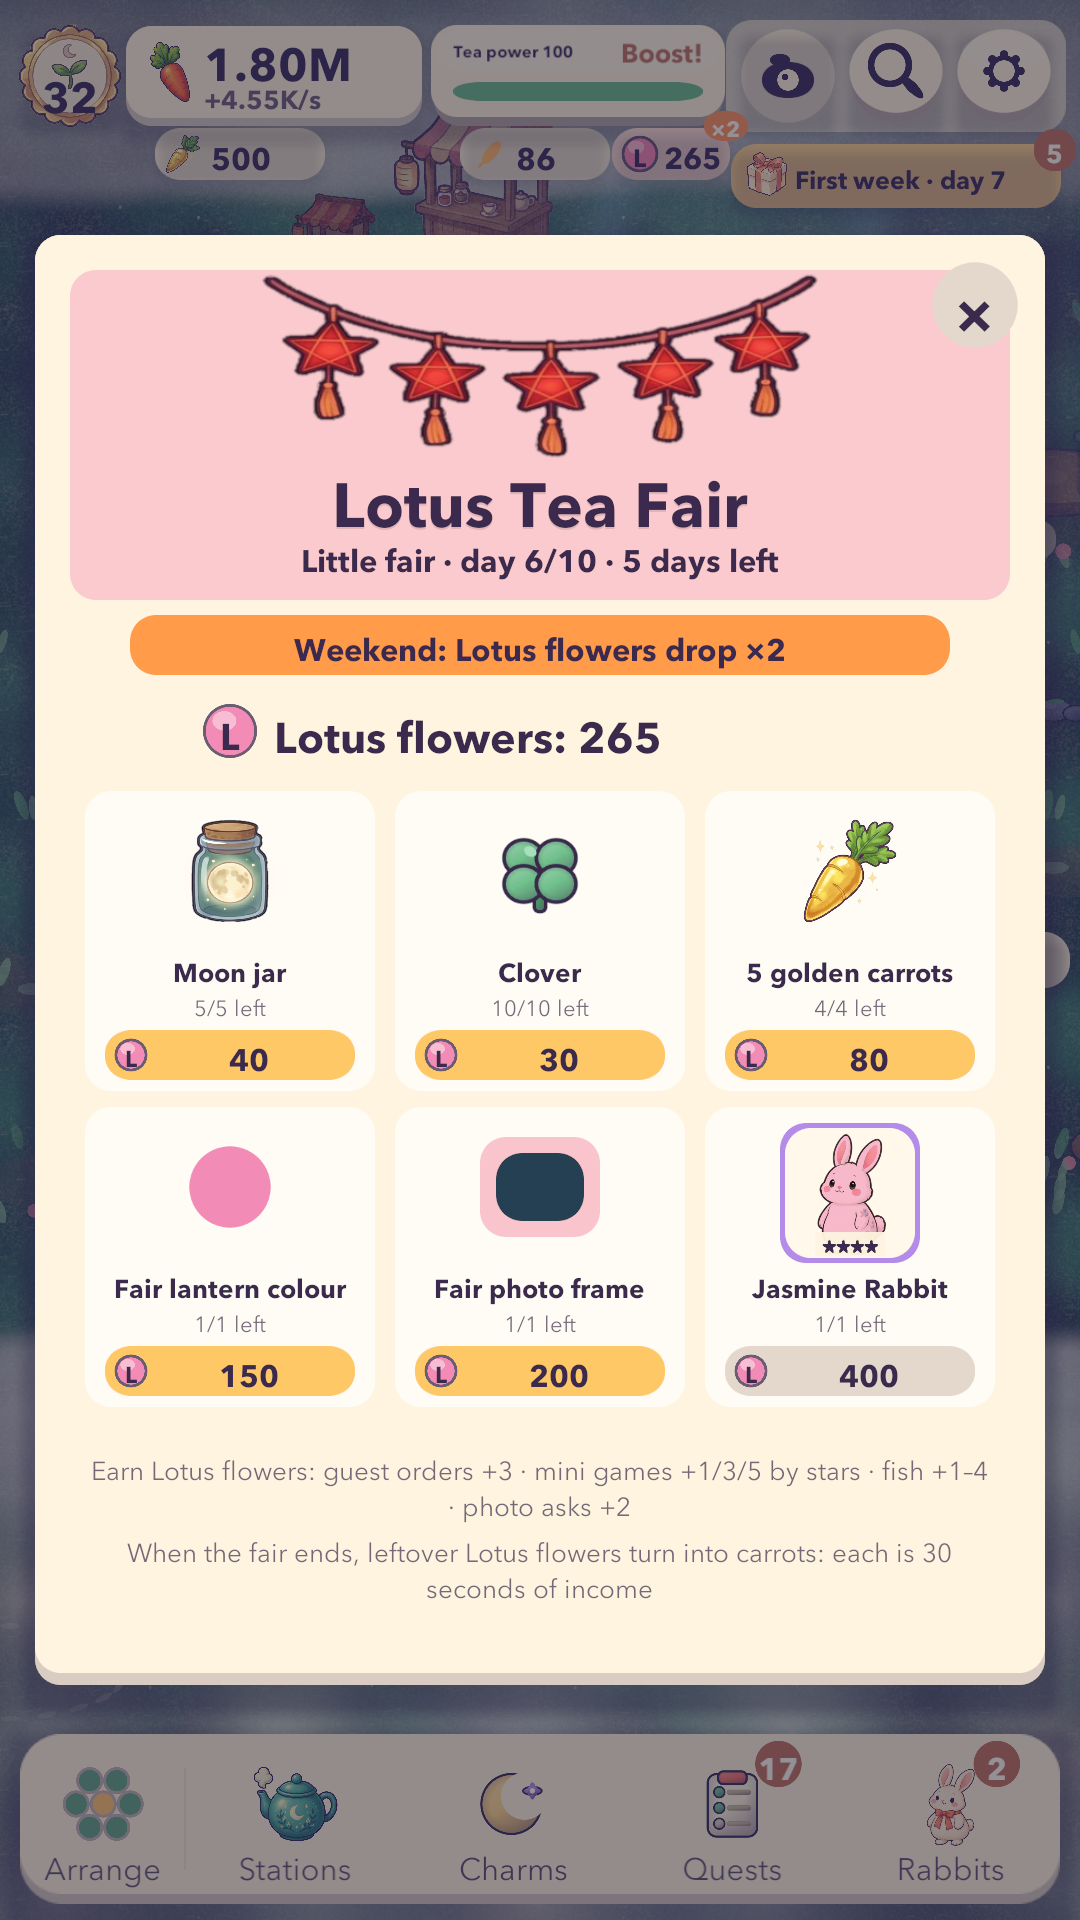 32
1.80M
+4.55K/s
Tea power 100
Boost!
500
86
L
265
×2
First week · day 7
5
×
Lotus Tea Fair
Little fair · day 6/10 · 5 days left
Weekend: Lotus flowers drop ×2
L Lotus flowers: 265
Moon jar
5/5 left
L 40
Clover
10/10 left
L 30
5 golden carrots
4/4 left
L 80
Fair lantern colour
1/1 left
L 150
Fair photo frame
1/1 left
L 200
★★★★
Jasmine Rabbit
1/1 left
L 400
Earn Lotus flowers: guest orders +3 · mini games +1/3/5 by stars · fish +1–4
· photo asks +2
When the fair ends, leftover Lotus flowers turn into carrots: each is 30
seconds of income
Arrange
Stations
Charms
17
Quests
2
Rabbits